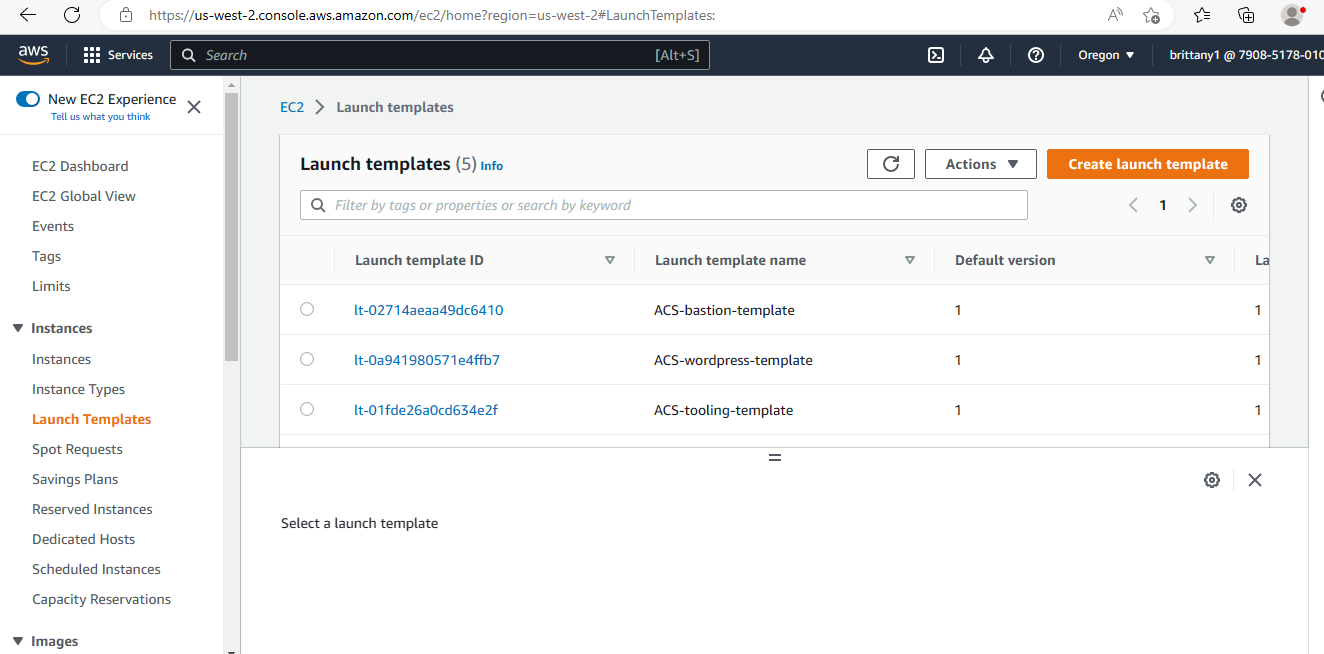 https://us-west-2.console.aws.amazon.com/ec2/home?region=us-west-2#LaunchTemplates:
aws Services Search [Alt+S] Oregon brittany1 @ 7908-5178-010
New EC2 Experience
Tell us what you think
EC2 Dashboard
EC2 Global View
Events
Tags
Limits
Instances
Instances
Instance Types
Launch Templates
Spot Requests
Savings Plans
Reserved Instances
Dedicated Hosts
Scheduled Instances
Capacity Reservations
Images
EC2 Launch templates
Launch templates (5) Info Actions Create launch template
Filter by tags or properties or search by keyword 1
Launch template ID Launch template name Default version La
lt-02714aeaa49dc6410 ACS-bastion-template 1 1
lt-0a941980571e4ffb7 ACS-wordpress-template 1 1
lt-01fde26a0cd634e2f ACS-tooling-template 1 1
Select a launch template